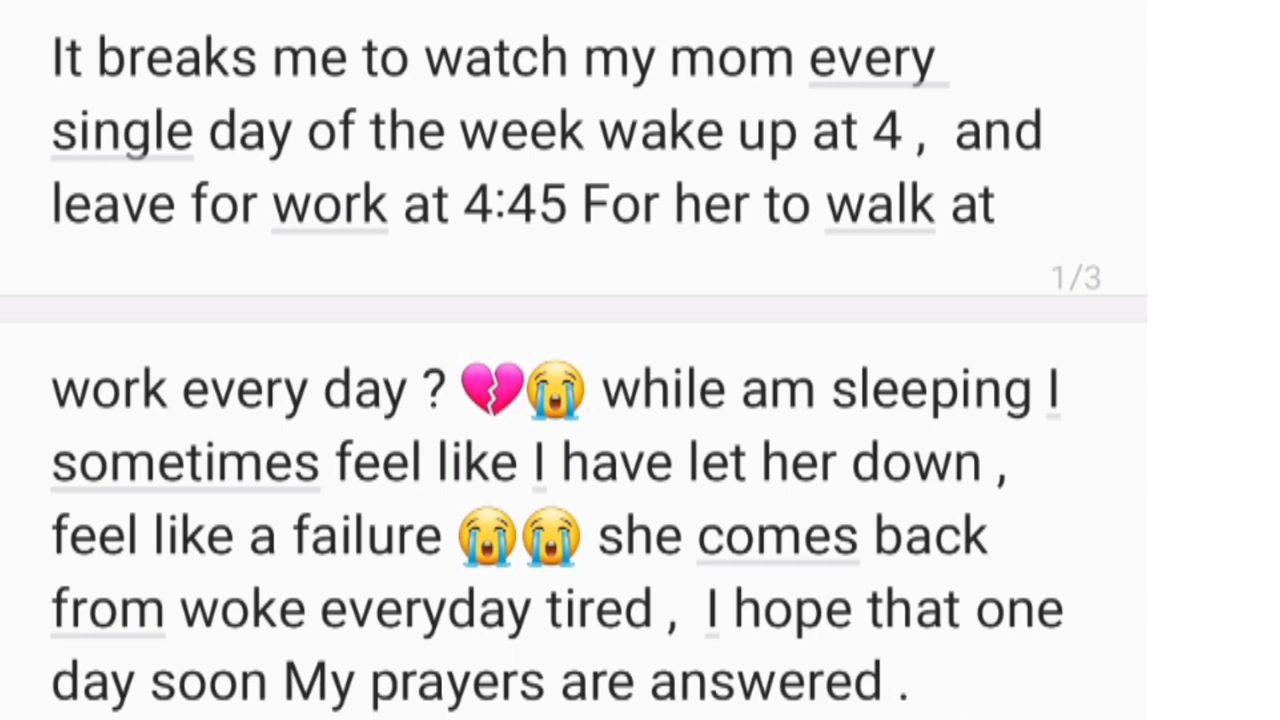 It breaks me to watch my mom every
single day of the week wake up at 4 ,  and
leave for work at 4:45 For her to walk at
1/3
work every day ? 💔😭 while am sleeping I
sometimes feel like I have let her down ,
feel like a failure 😭😭 she comes back
from woke everyday tired ,  I hope that one
day soon My prayers are answered .